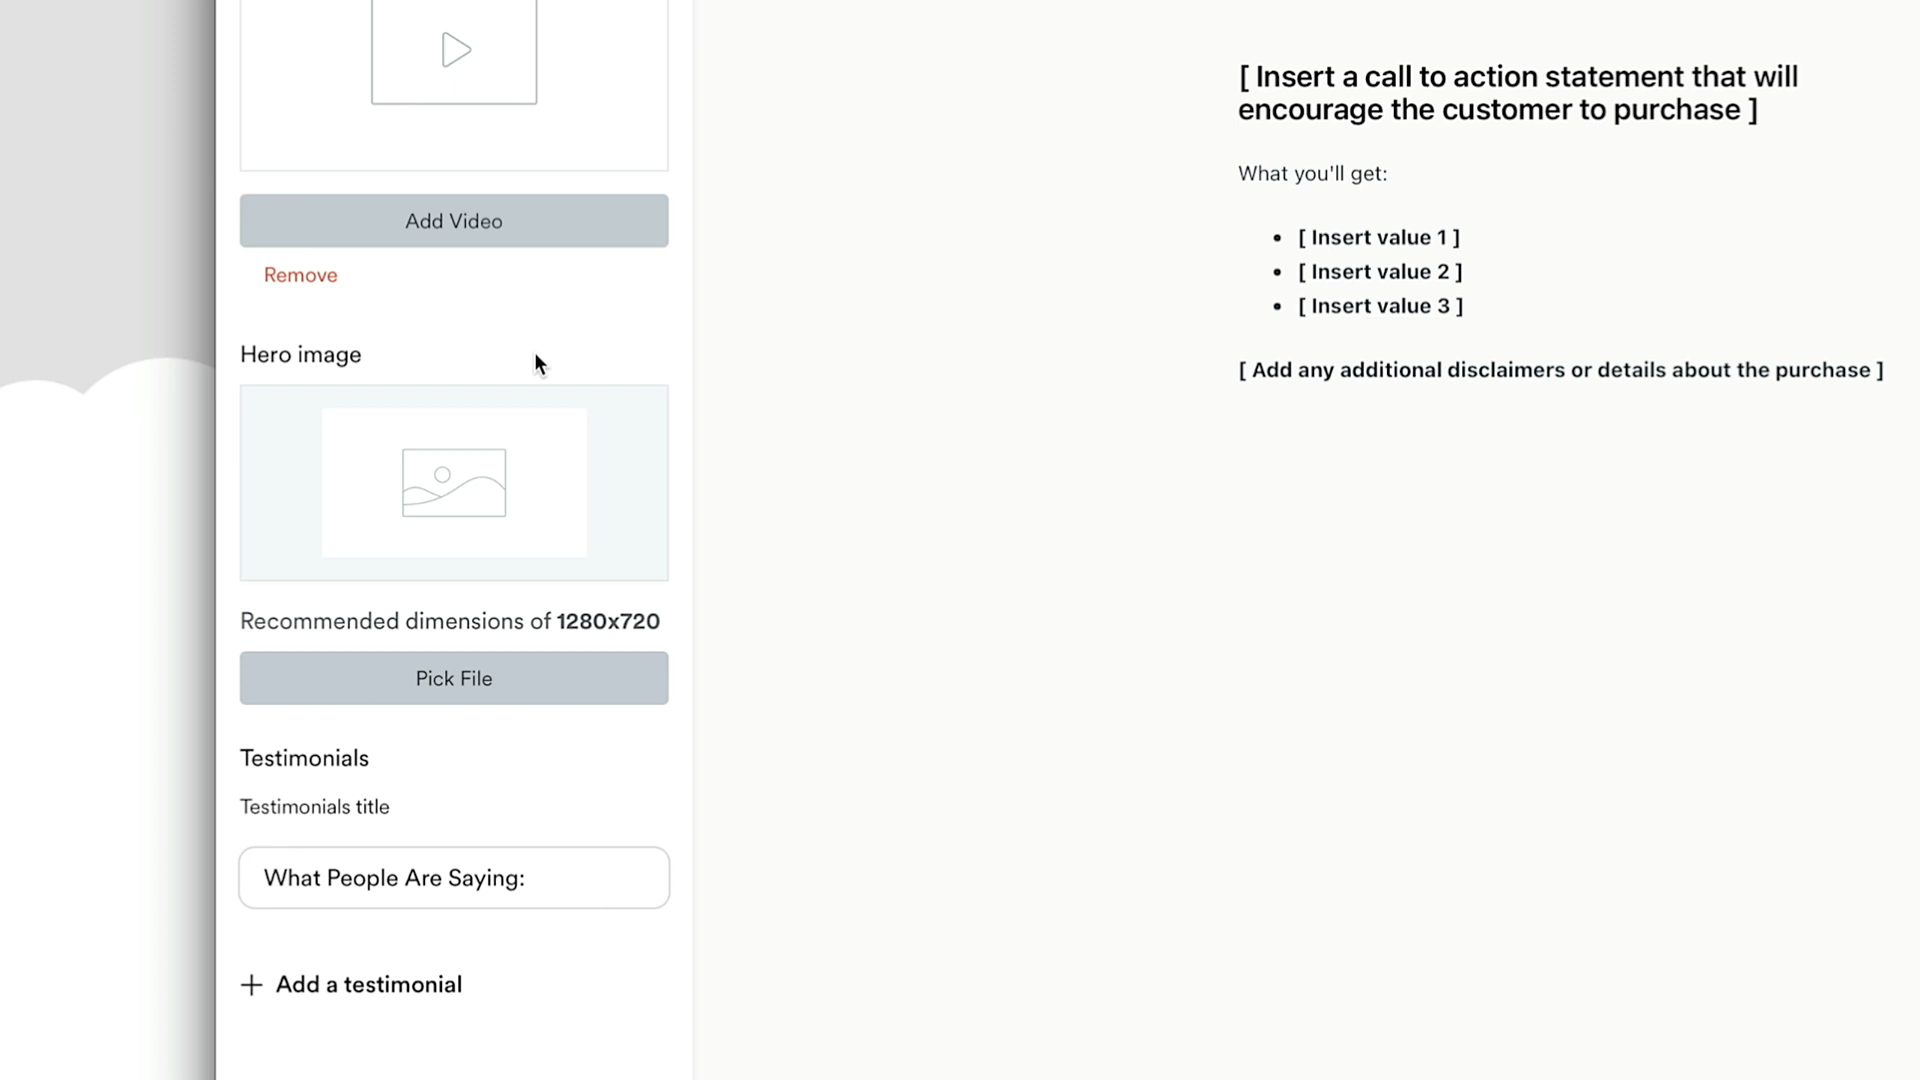 Add Video
Remove
Hero image
Recommended dimensions of 1280x720
Pick File
Testimonials
Testimonials title
What People Are Saying:
+ Add a testimonial
[ Insert a call to action statement that will
encourage the customer to purchase ]
What you'll get:
• [ Insert value 1 ]
• [ Insert value 2 ]
• [ Insert value 3 ]
[ Add any additional disclaimers or details about the purchase ]